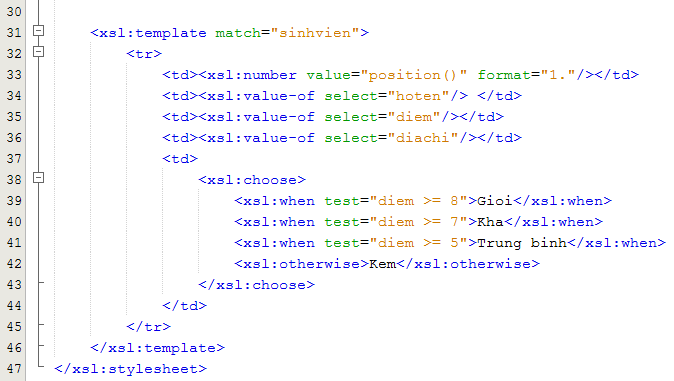 30
31 <xsl:template match="sinhvien">
32 <tr>
33 <td><xsl:number value="position()" format="1."/></td>
34 <td><xsl:value-of select="hoten"/> </td>
35 <td><xsl:value-of select="diem"/></td>
36 <td><xsl:value-of select="diachi"/></td>
37 <td>
38 <xsl:choose>
39 <xsl:when test="diem >= 8">Gioi</xsl:when>
40 <xsl:when test="diem >= 7">Kha</xsl:when>
41 <xsl:when test="diem >= 5">Trung binh</xsl:when>
42 <xsl:otherwise>Kem</xsl:otherwise>
43 </xsl:choose>
44 </td>
45 </tr>
46 </xsl:template>
47 </xsl:stylesheet>